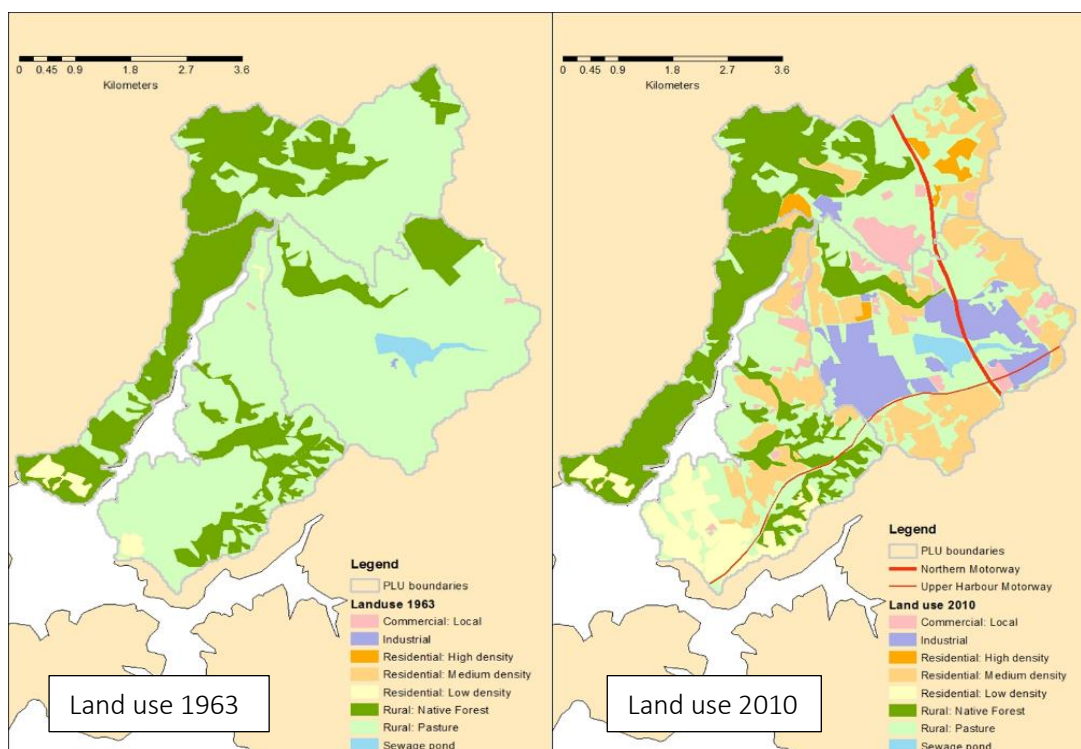 0 0.45 0.9 1.8 2.7 3.6
Kilometers
Legend
PLU boundaries
Landuse 1963
Commercial: Local
Industrial
Residential: High density
Residential: Medium density
Residential: Low density
Rural: Native Forest
Rural: Pasture
Sewage pond
Land use 1963
0 0.45 0.9 1.8 2.7 3.6
Kilometers
Legend
PLU boundaries
Northern Motorway
Upper Harbour Motorway
Land use 2010
Commercial: Local
Industrial
Residential: High density
Residential: Medium density
Residential: Low density
Rural: Native Forest
Rural: Pasture
Sewage pond
Land use 2010